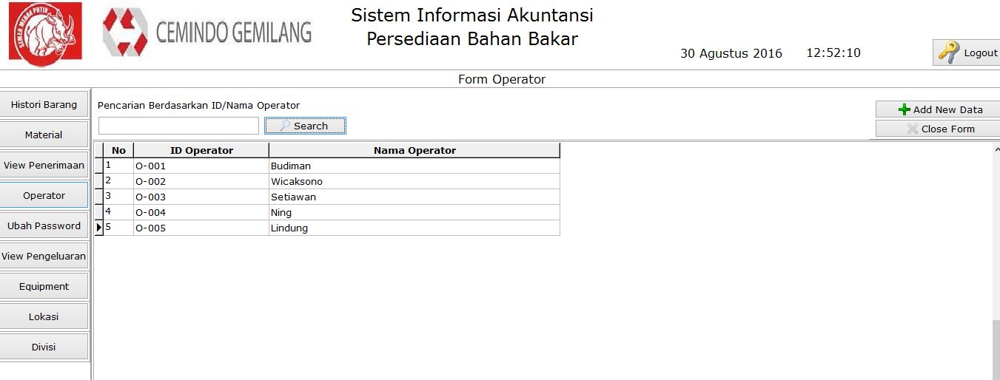 SEMEN MERAH PUTIH
CEMINDO GEMILANG
Sistem Informasi Akuntansi
Persediaan Bahan Bakar
30 Agustus 2016 12:52:10
Logout
Form Operator
Histori Barang
Material
View Penerimaan
Operator
Ubah Password
View Pengeluaran
Equipment
Lokasi
Divisi
Pencarian Berdasarkan ID/Nama Operator
Search
Add New Data
Close Form
No ID Operator Nama Operator
1 O-001 Budiman
2 O-002 Wicaksono
3 O-003 Setiawan
4 O-004 Ning
5 O-005 Lindung